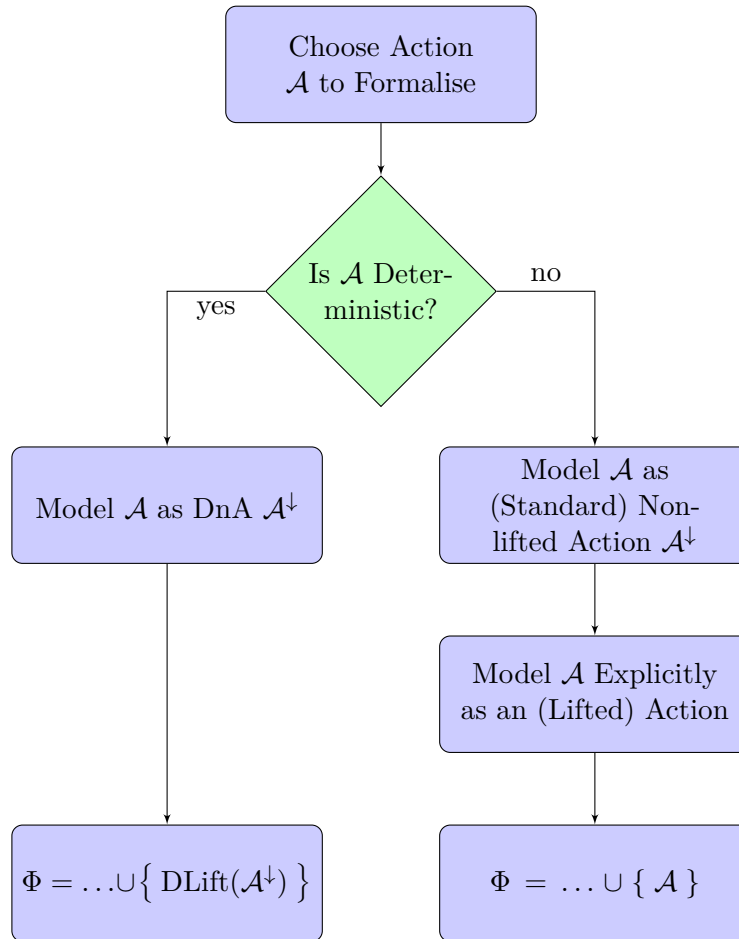 Choose Action
𝒜 to Formalise
Is 𝒜 Deter-
ministic?
yes
no
Model 𝒜 as DnA 𝒜↓
Model 𝒜 as
(Standard) Non-
lifted Action 𝒜↓
Model 𝒜 Explicitly
as an (Lifted) Action
Φ = …∪{ DLift(𝒜↓) }
Φ = … ∪ { 𝒜 }